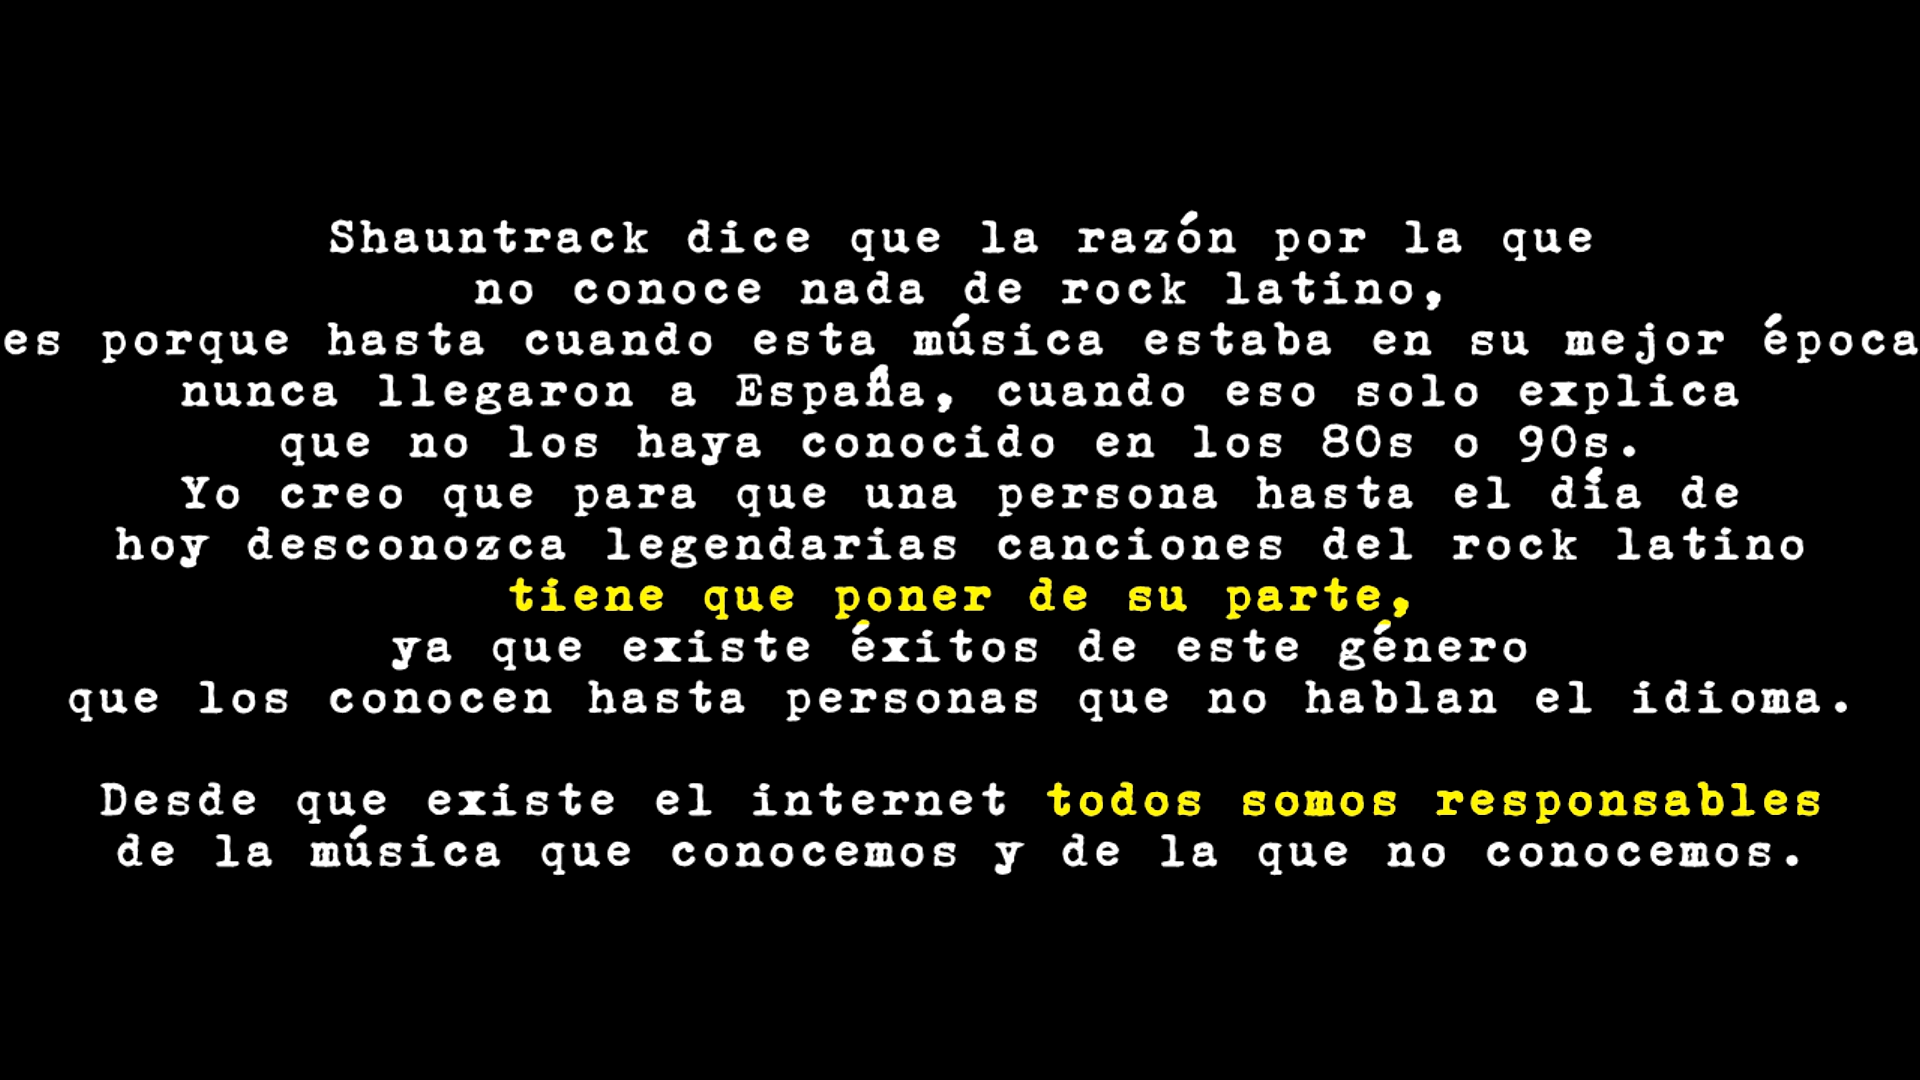 Shauntrack dice que la razón por la que
no conoce nada de rock latino,
es porque hasta cuando esta música estaba en su mejor época
nunca llegaron a España, cuando eso solo explica
que no los haya conocido en los 80s o 90s.
Yo creo que para que una persona hasta el día de
hoy desconozca legendarias canciones del rock latino
tiene que poner de su parte,
ya que existe éxitos de este género
que los conocen hasta personas que no hablan el idioma.
Desde que existe el internet todos somos responsables
de la música que conocemos y de la que no conocemos.